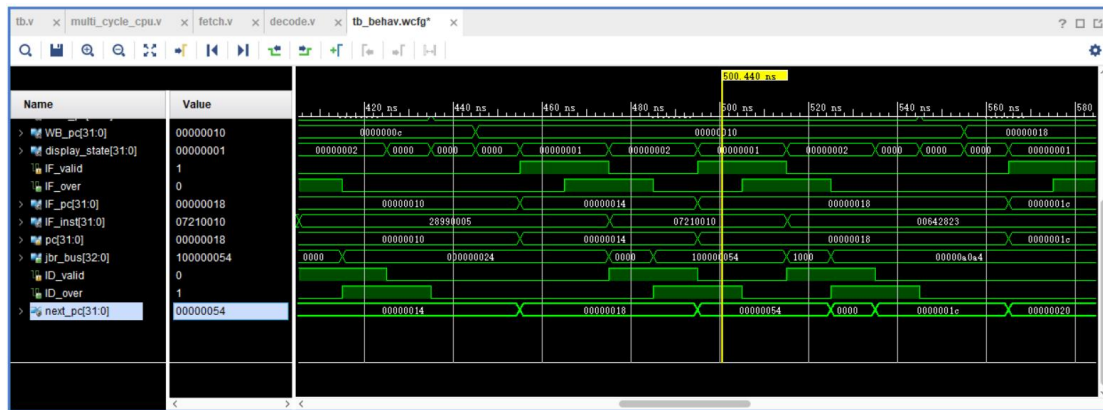 tb.v × multi_cycle_cpu.v × fetch.v × decode.v × tb_behav.wcfg* ×
500.440 ns
Name Value 420 ns 440 ns 460 ns 480 ns 500 ns 520 ns 540 ns 560 ns 580
WB_pc[31:0] 00000010 0000000c 00000010 00000018
display_state[31:0] 00000001 00000002 0000 0000 0000 00000001 00000002 00000001 00000002 0000 0000 0000 00000001
IF_valid 1
IF_over 0
IF_pc[31:0] 00000018 00000010 00000014 00000018 0000001c
IF_inst[31:0] 07210010 28990005 07210010 00642823
pc[31:0] 00000018 00000010 00000014 00000018 0000001c
jbr_bus[32:0] 100000054 0000 000000024 0000 100000054 1000 00000a0a4
ID_valid 0
ID_over 1
next_pc[31:0] 00000054 00000014 00000018 00000054 0000 0000001c 00000020